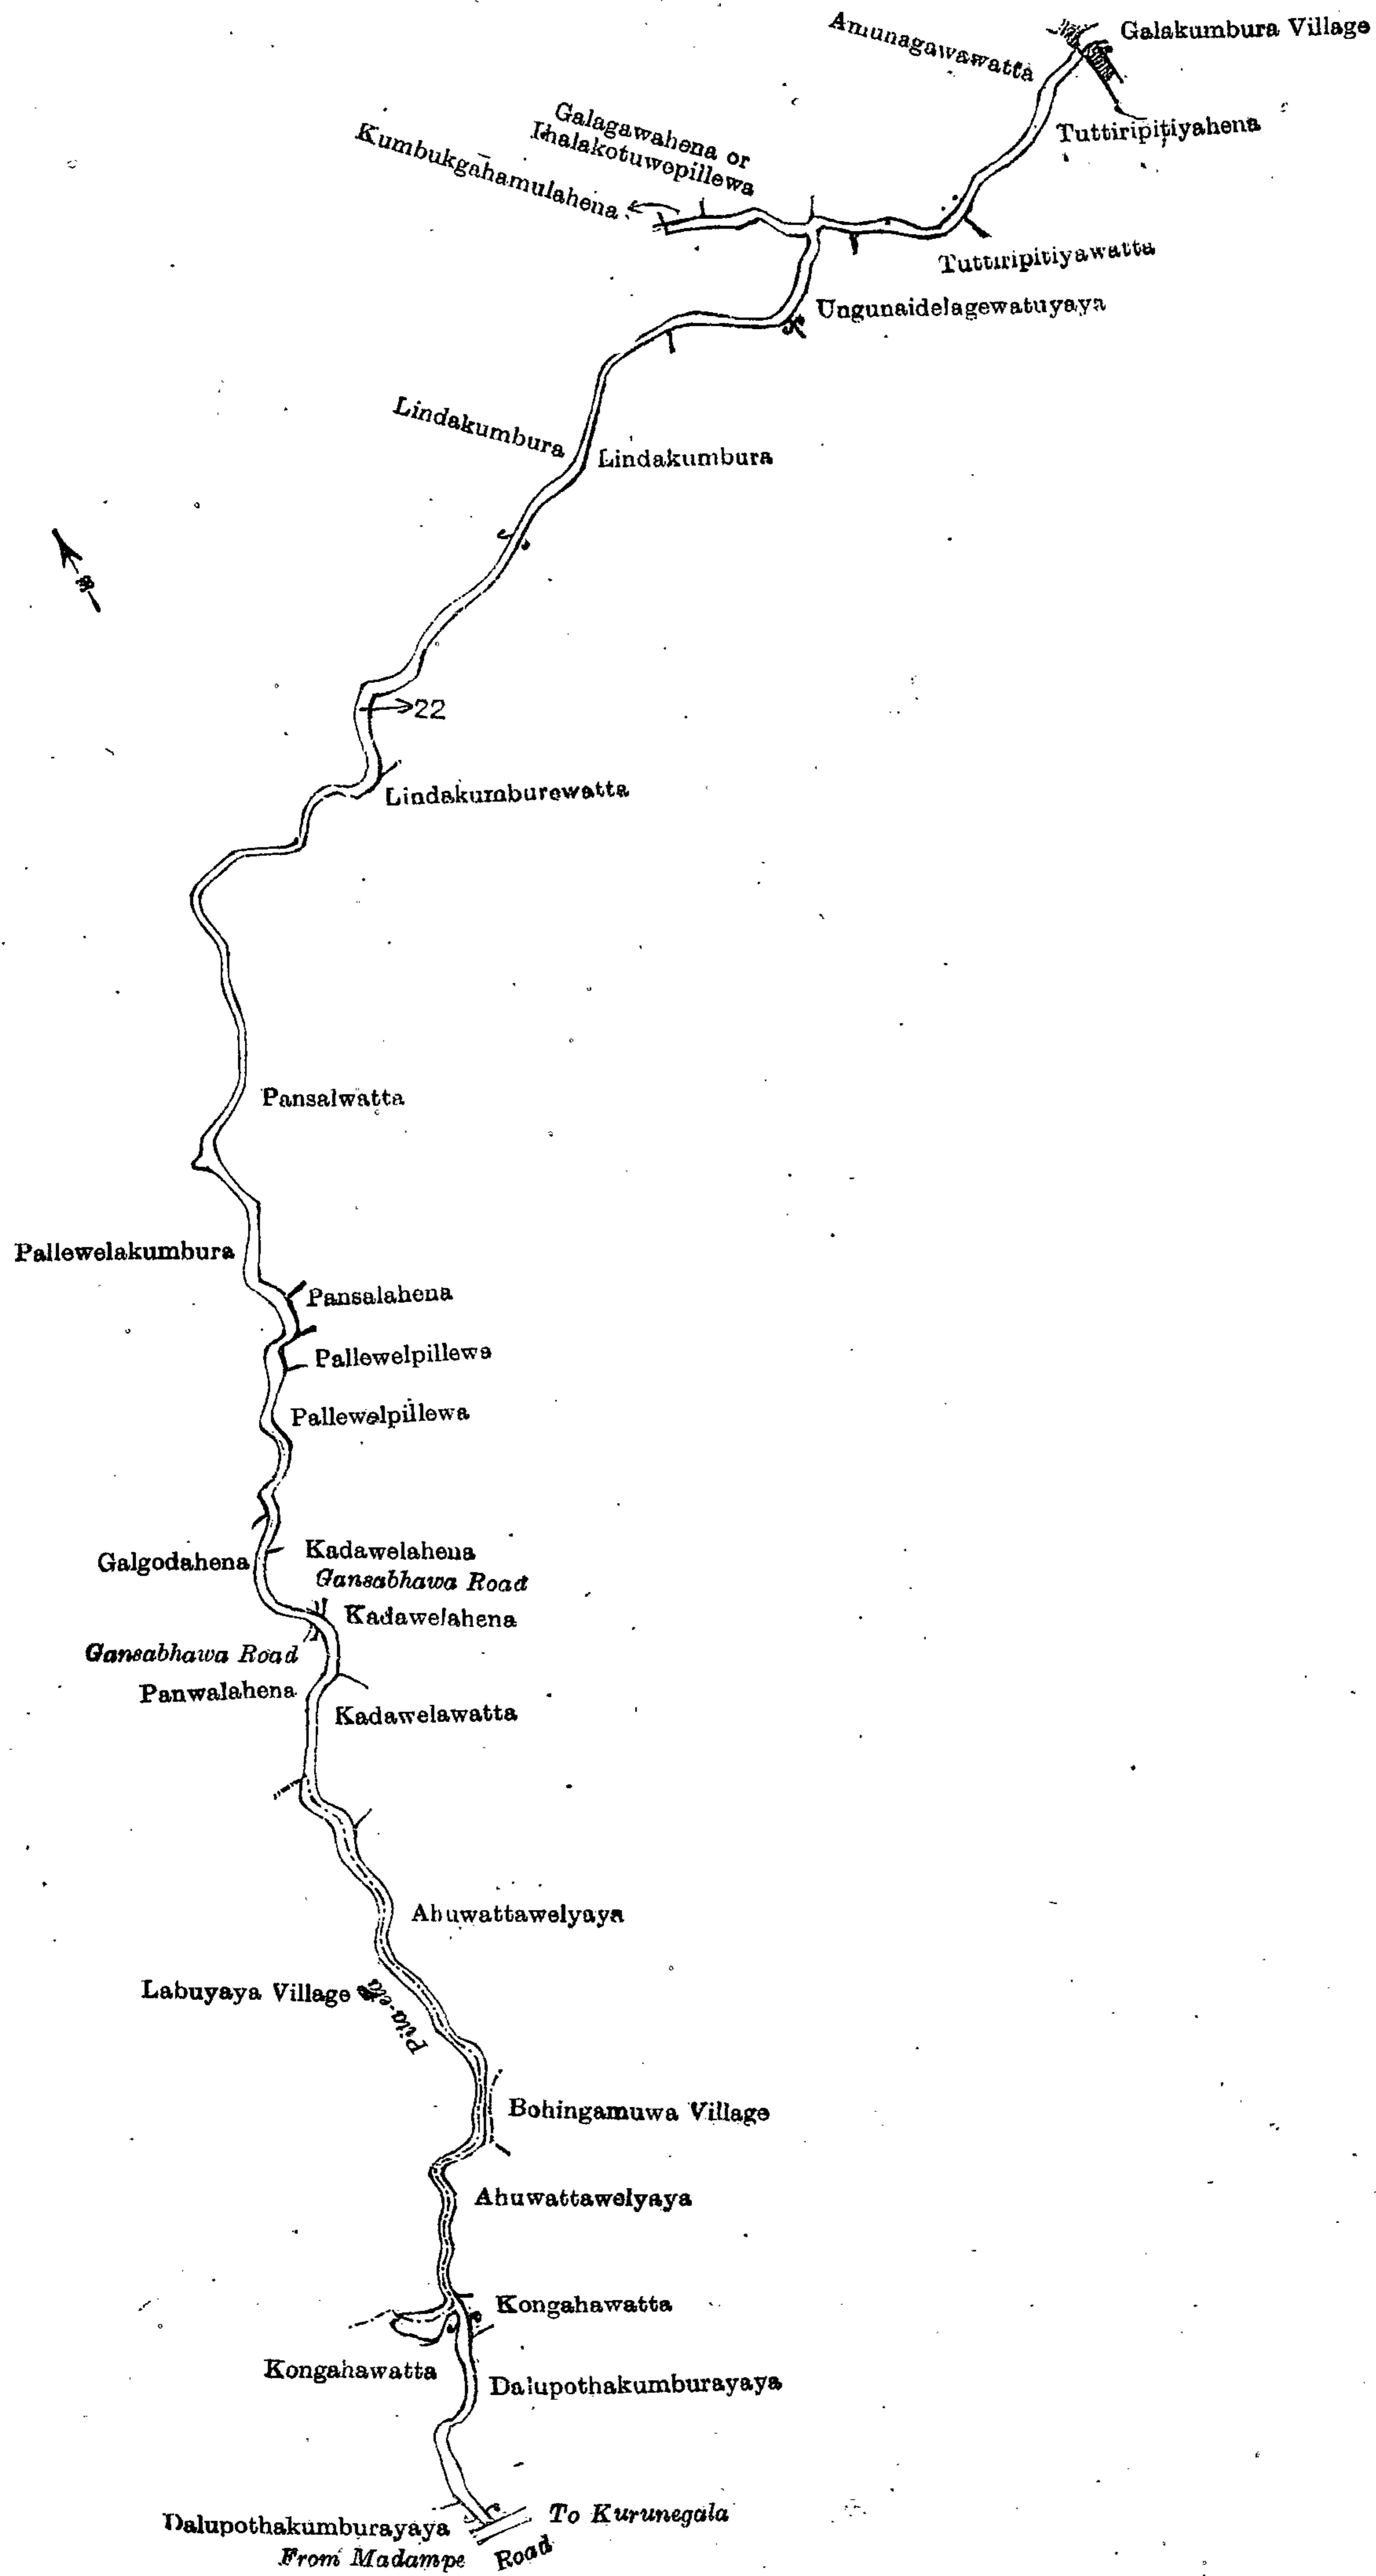 Galakumbura Village
Amunagawawatta
Tuttiripitiyahena
Galagawahena or
Ihalakotuwepillewa
Kumbukgahamulahena
Tuttiripitiyawatta
Ungunaidelagewatuyaya
Lindakumbura
Lindakumbura
22
Lindakumburewatta
Pansalwatta
Pallewelakumbura
Pansalahena
Pallewelpillewa
Pallewelpillewa
Kadawelahena
Galgodahena
Gansabhawa Road
Kadawelahena
Gansabhawa Road
Panwalahena
Kadawelawatta
Ahuwattawelyaya
Labuyaya Village
Pita-ela
Bohingamuwa Village
Ahuwattawelyaya
Kongahawatta
Kongahawatta
Dalupothakumburayaya
To Kurunegala
Dalupothakumburayaya
From Madampe
Road